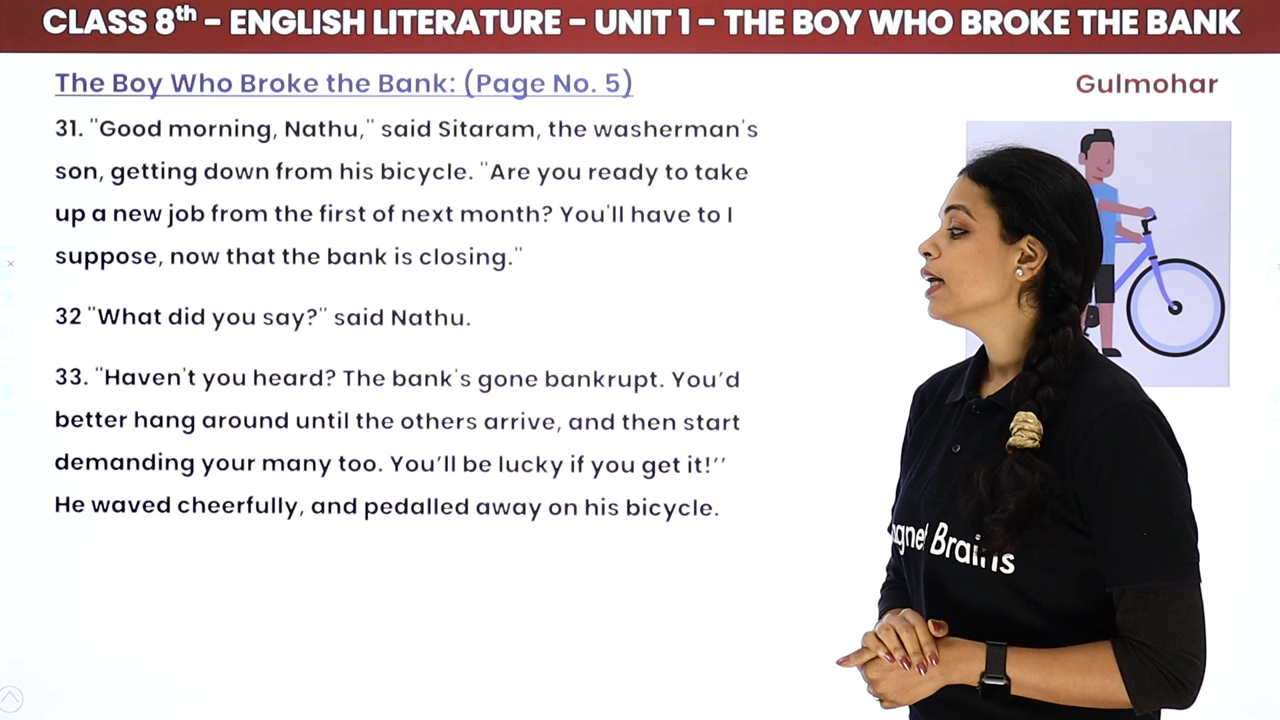 CLASS 8th - ENGLISH LITERATURE - UNIT 1 - THE BOY WHO BROKE THE BANK
The Boy Who Broke the Bank: (Page No. 5)
Gulmohar
31. "Good morning, Nathu," said Sitaram, the washerman's
son, getting down from his bicycle. "Are you ready to take
up a new job from the first of next month? You'll have to I
suppose, now that the bank is closing."
32 "What did you say?" said Nathu.
33. "Haven't you heard? The bank's gone bankrupt. You’d
better hang around until the others arrive, and then start
demanding your many too. You’ll be lucky if you get it!’’
He waved cheerfully, and pedalled away on his bicycle.
agnet Brains